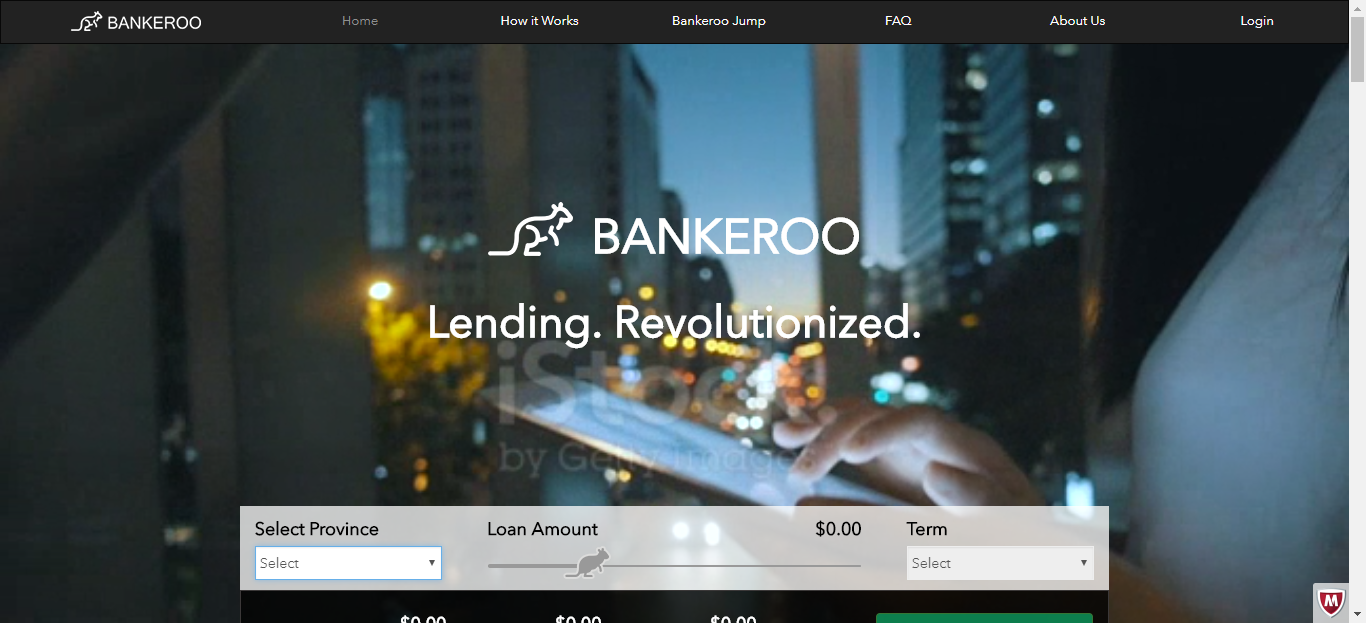 BANKEROO Home How it Works Bankeroo Jump FAQ About Us Login
BANKEROO
Lending. Revolutionized.
iStock.
by Getty Images
Select Province Loan Amount $0.00 Term
Select Select
$0.00 $0.00 $0.00